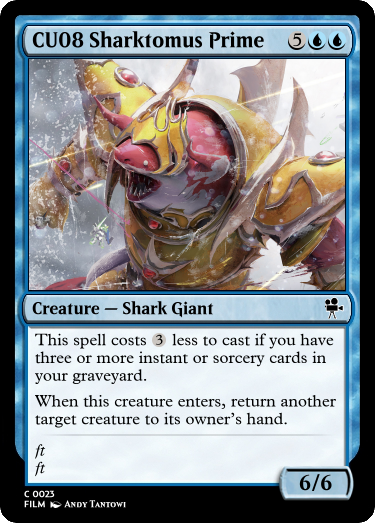 CU08 Sharktomus Prime 5
Creature — Shark Giant
This spell costs 3 less to cast if you have
three or more instant or sorcery cards in
your graveyard.
When this creature enters, return another
target creature to its owner's hand.
ft
ft
6/6
C 0023
FILM Andy Tantowi